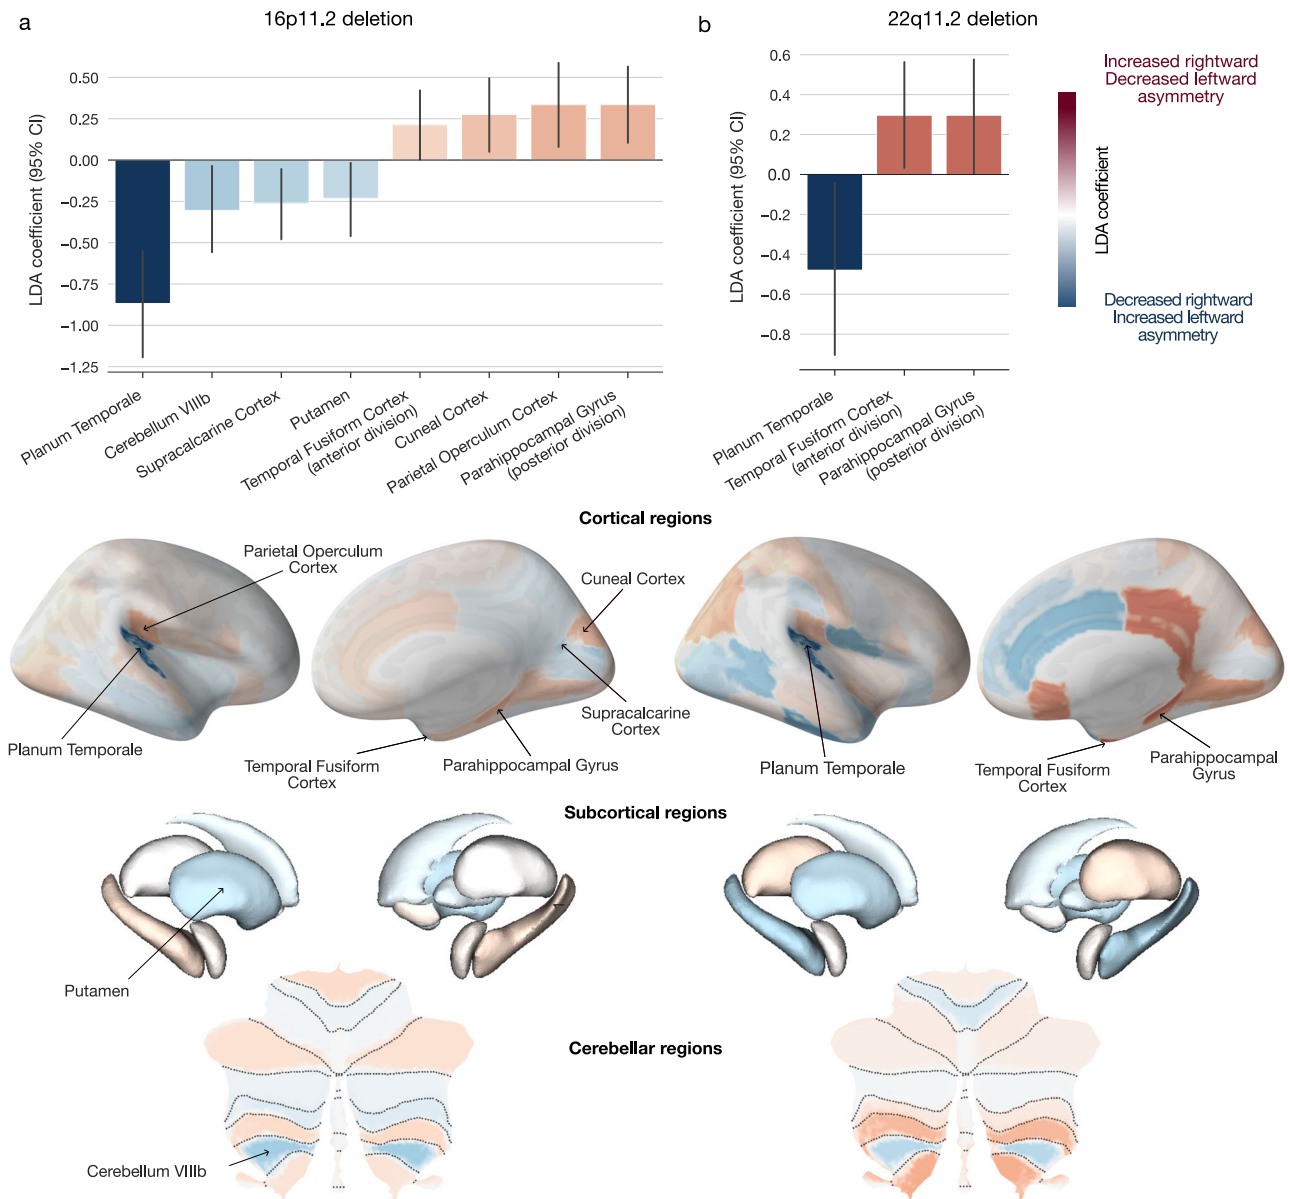 a
16p11.2 deletion
LDA coefficient (95% CI)
0.50
0.25
0.00
−0.25
−0.50
−0.75
−1.00
−1.25
Planum Temporale
Cerebellum VIIIb
Supracalcarine Cortex
Putamen
Temporal Fusiform Cortex
(anterior division)
Cuneal Cortex
Parietal Operculum Cortex
Parahippocampal Gyrus
(posterior division)
b
22q11.2 deletion
LDA coefficient (95% CI)
0.6
0.4
0.2
0.0
−0.2
−0.4
−0.6
−0.8
Planum Temporale
Temporal Fusiform Cortex
(anterior division)
Parahippocampal Gyrus
(posterior division)
Increased rightward
Decreased leftward
asymmetry
LDA coefficient
Decreased rightward
Increased leftward
asymmetry
Cortical regions
Parietal Operculum
Cortex
Cuneal Cortex
Planum Temporale
Supracalcarine
Cortex
Temporal Fusiform
Cortex
Parahippocampal Gyrus
Planum Temporale
Temporal Fusiform
Cortex
Parahippocampal
Gyrus
Subcortical regions
Putamen
Cerebellar regions
Cerebellum VIIIb